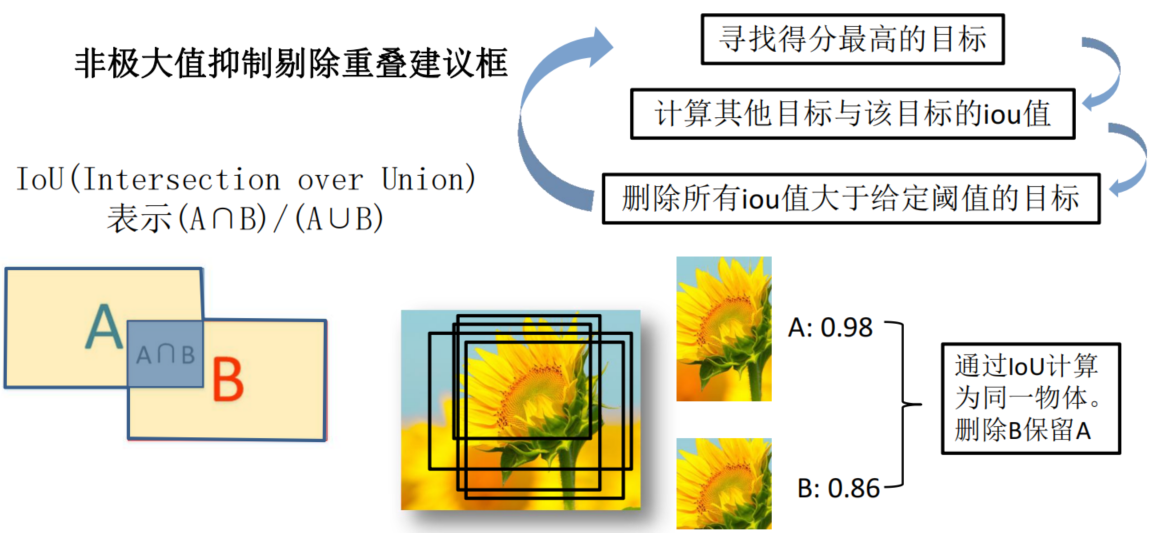 非极大值抑制剔除重叠建议框
寻找得分最高的目标
计算其他目标与该目标的iou值
删除所有iou值大于给定阈值的目标
IoU(Intersection over Union)
表示(A∩B)/(A∪B)
A
A∩B
B
A: 0.98
B: 0.86
通过IoU计算
为同一物体。
删除B保留A